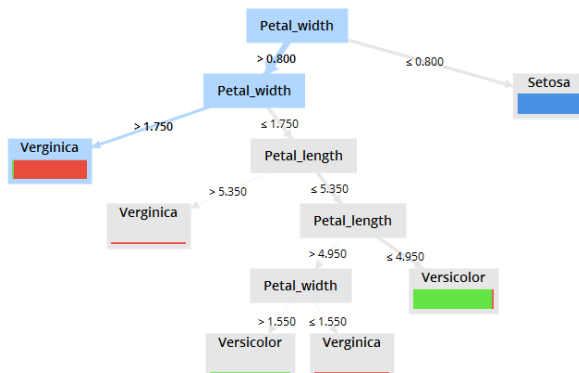 Petal_width
> 0.800
≤ 0.800
Petal_width
Setosa
> 1.750
≤ 1.750
Verginica
Petal_length
> 5.350
≤ 5.350
Verginica
Petal_length
> 4.950
≤ 4.950
Petal_width
Versicolor
> 1.550
≤ 1.550
Versicolor
Verginica